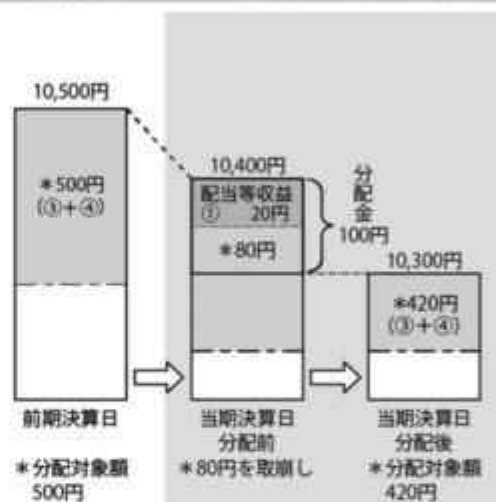 10,500円
*500円
(③+④)
前期決算日
*分配対象額
500円
10,400円
配当等収益
① 20円
*80円
分配金
100円
当期決算日
分配前
*80円を取崩し
10,300円
*420円
(③+④)
当期決算日
分配後
*分配対象額
420円